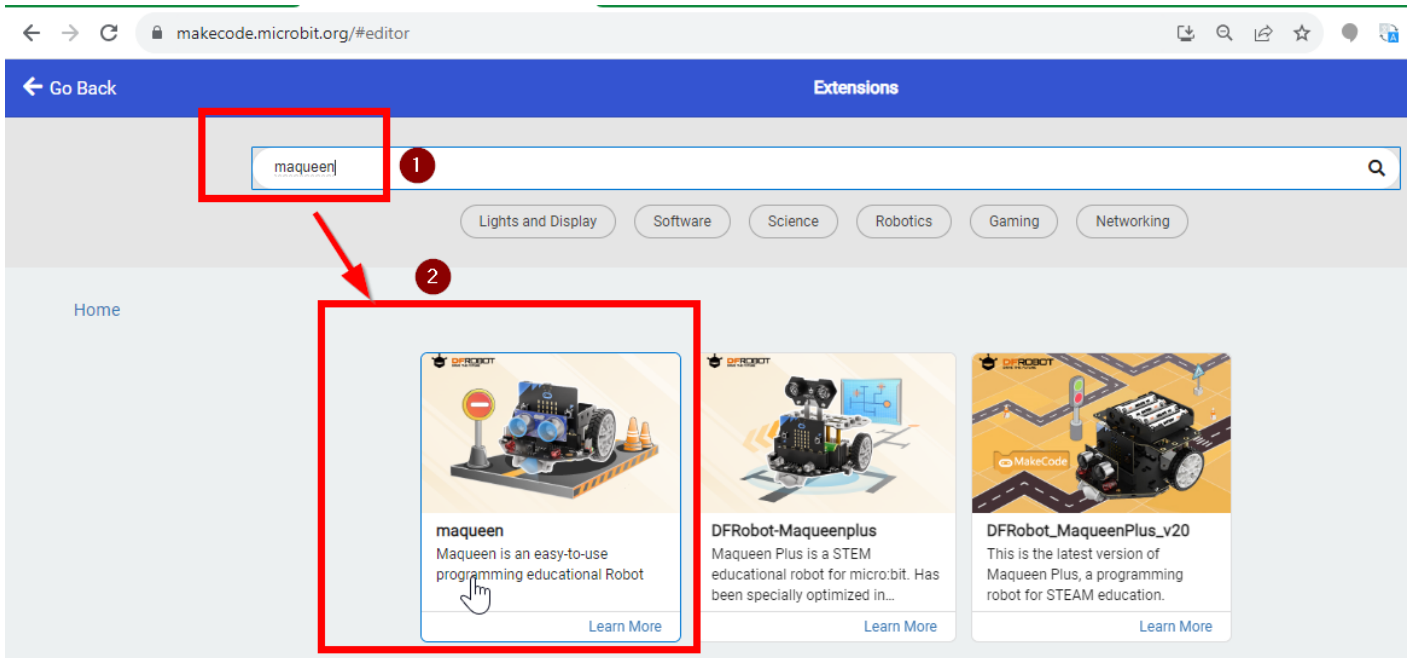 makecode.microbit.org/#editor
Go Back
Extensions
maqueen
1
Lights and Display
Software
Science
Robotics
Gaming
Networking
2
Home
DFROBOT
maqueen
Maqueen is an easy-to-use
programming educational Robot
Learn More
DFROBOT
DFRobot-Maqueenplus
Maqueen Plus is a STEM
educational robot for micro:bit. Has
been specially optimized in...
Learn More
DFROBOT
MakeCode
DFRobot_MaqueenPlus_v20
This is the latest version of
Maqueen Plus, a programming
robot for STEAM education.
Learn More